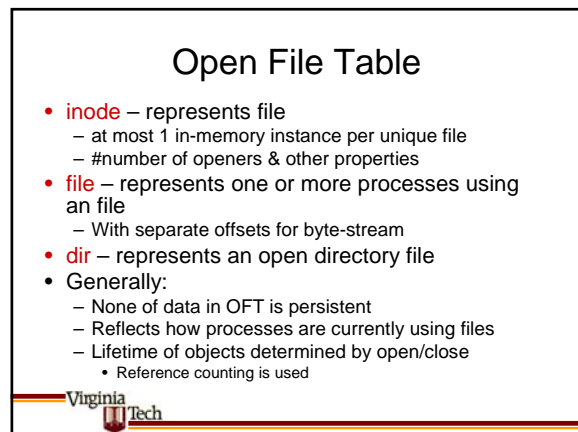 Open File Table
• inode – represents file
– at most 1 in-memory instance per unique file
– #number of openers & other properties
• file – represents one or more processes using
an file
– With separate offsets for byte-stream
• dir – represents an open directory file
• Generally:
– None of data in OFT is persistent
– Reflects how processes are currently using files
– Lifetime of objects determined by open/close
• Reference counting is used
Virginia
Tech